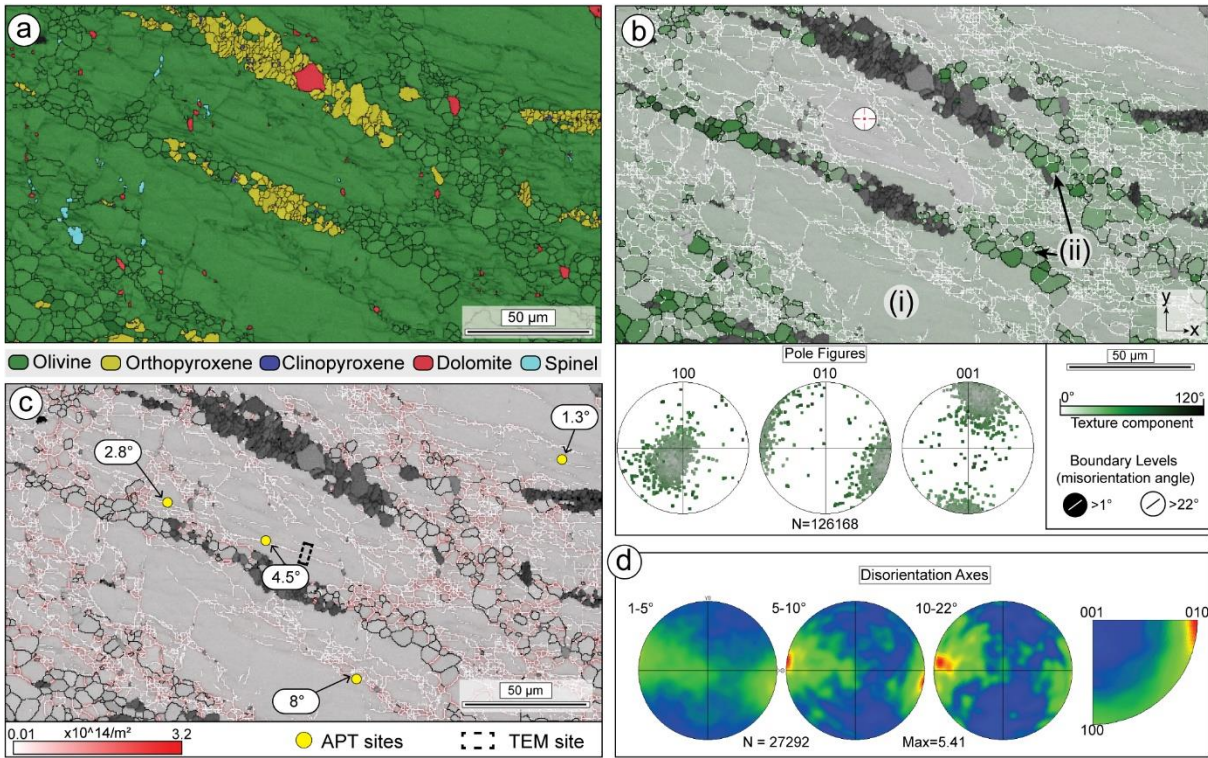 a
50 µm
Olivine Orthopyroxene Clinopyroxene Dolomite Spinel
b
(i)
(ii)
y
x
Pole Figures
100 010 001
N=126168
50 µm
0° 120°
Texture component
Boundary Levels
(misorientation angle)
>1° >22°
c
1.3°
2.8°
4.5°
8°
50 µm
0.01 x10^14/m² 3.2
APT sites
TEM site
d
Disorientation Axes
1-5° 5-10° 10-22°
001 010
100
N = 27292 Max=5.41